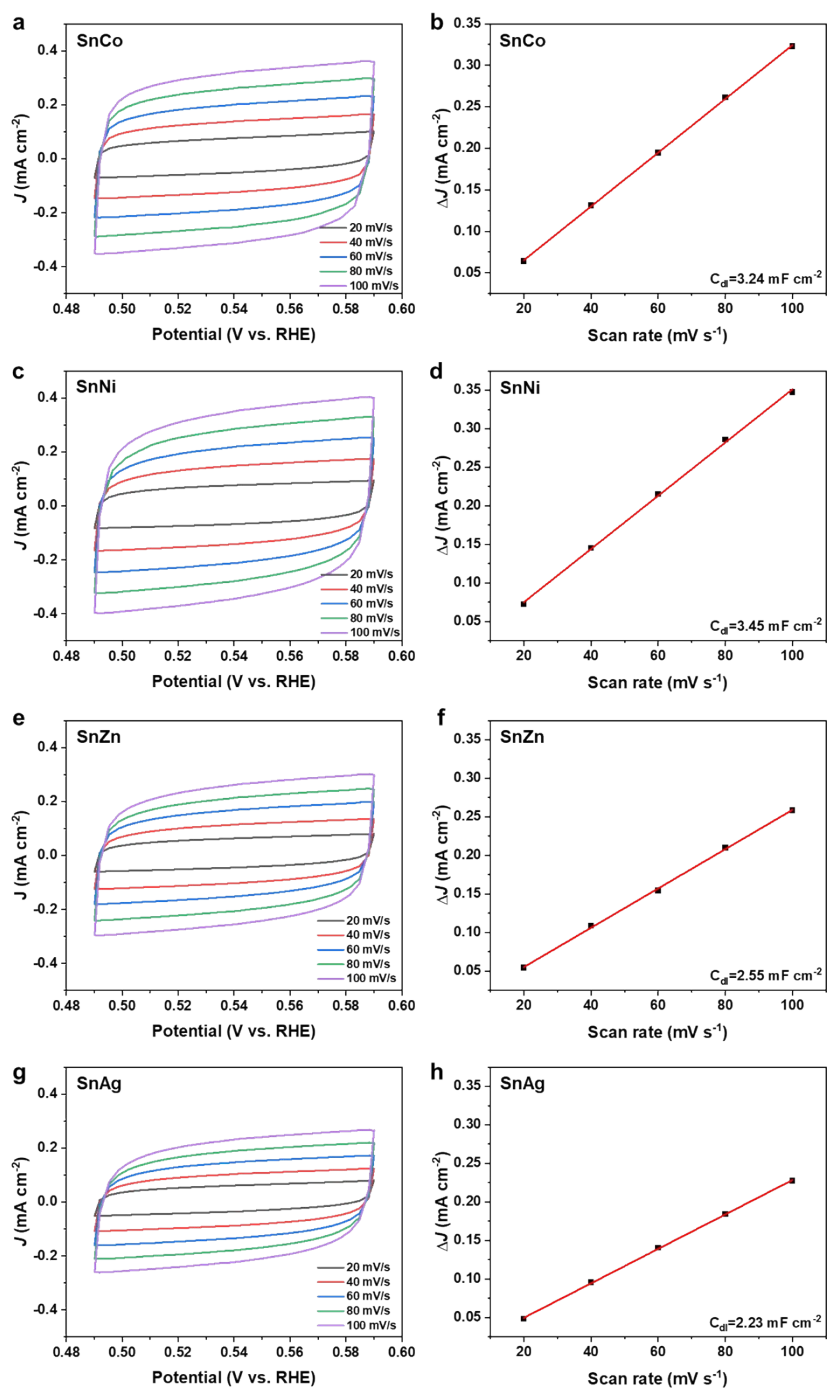 a
SnCo
0.4
0.2
0.0
-0.2
-0.4
J (mA cm⁻²)
20 mV/s
40 mV/s
60 mV/s
80 mV/s
100 mV/s
0.48 0.50 0.52 0.54 0.56 0.58 0.60
Potential (V vs. RHE)
b
SnCo
0.35
0.30
0.25
0.20
0.15
0.10
0.05
ΔJ (mA cm⁻²)
Cdl=3.24 mF cm⁻²
20 40 60 80 100
Scan rate (mV s⁻¹)
c
SnNi
0.4
0.2
0.0
-0.2
-0.4
J (mA cm⁻²)
20 mV/s
40 mV/s
60 mV/s
80 mV/s
100 mV/s
0.48 0.50 0.52 0.54 0.56 0.58 0.60
Potential (V vs. RHE)
d
SnNi
0.35
0.30
0.25
0.20
0.15
0.10
0.05
ΔJ (mA cm⁻²)
Cdl=3.45 mF cm⁻²
20 40 60 80 100
Scan rate (mV s⁻¹)
e
SnZn
0.4
0.2
0.0
-0.2
-0.4
J (mA cm⁻²)
20 mV/s
40 mV/s
60 mV/s
80 mV/s
100 mV/s
0.48 0.50 0.52 0.54 0.56 0.58 0.60
Potential (V vs. RHE)
f
SnZn
0.35
0.30
0.25
0.20
0.15
0.10
0.05
ΔJ (mA cm⁻²)
Cdl=2.55 mF cm⁻²
20 40 60 80 100
Scan rate (mV s⁻¹)
g
SnAg
0.4
0.2
0.0
-0.2
-0.4
J (mA cm⁻²)
20 mV/s
40 mV/s
60 mV/s
80 mV/s
100 mV/s
0.48 0.50 0.52 0.54 0.56 0.58 0.60
Potential (V vs. RHE)
h
SnAg
0.35
0.30
0.25
0.20
0.15
0.10
0.05
ΔJ (mA cm⁻²)
Cdl=2.23 mF cm⁻²
20 40 60 80 100
Scan rate (mV s⁻¹)